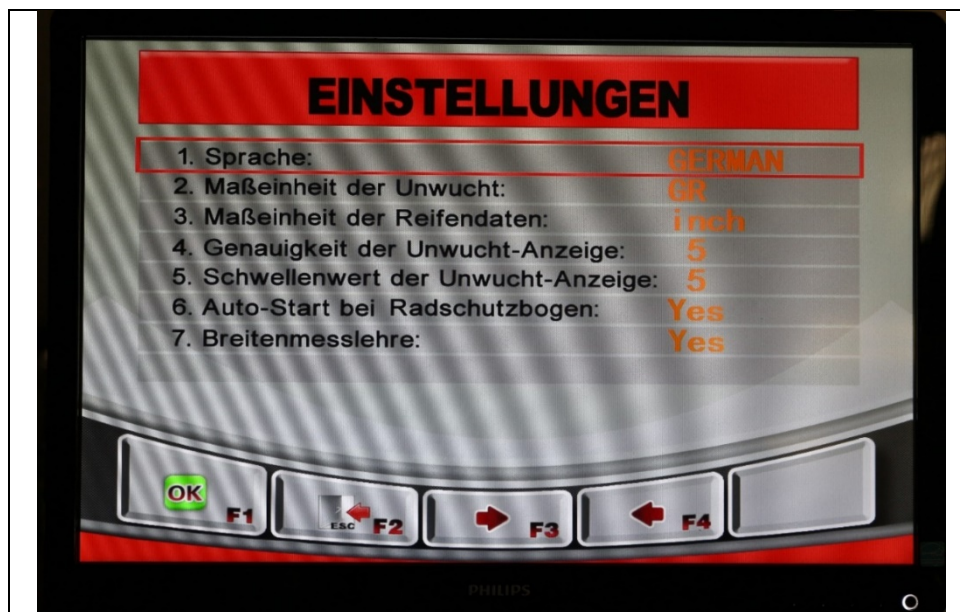 EINSTELLUNGEN
1. Sprache: GERMAN
2. Maßeinheit der Unwucht: GR
3. Maßeinheit der Reifendaten: inch
4. Genauigkeit der Unwucht-Anzeige: 5
5. Schwellenwert der Unwucht-Anzeige: 5
6. Auto-Start bei Radschutzbogen: Yes
7. Breitenmesslehre: Yes
OK F1 ESC F2 F3 F4
PHILIPS